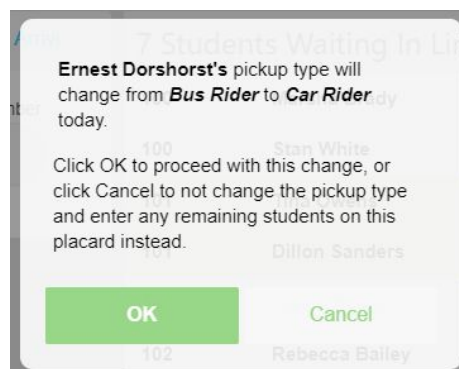 7 Students Waiting In Li
Ernest Dorshorst's pickup type will
change from Bus Rider to Car Rider
today.
100 Stan White
Click OK to proceed with this change, or
click Cancel to not change the pickup type
and enter any remaining students on this
placard instead.
101 Dillon Sanders
OK
Cancel
102 Rebecca Bailey